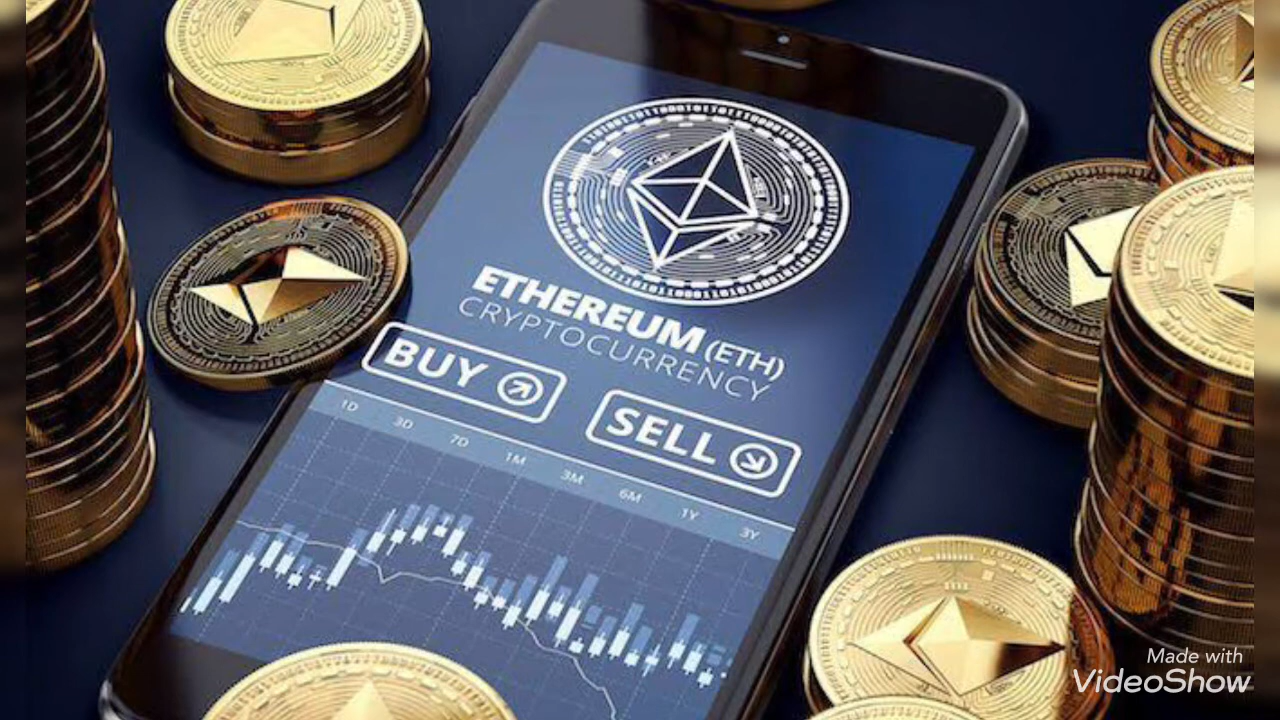 ETHEREUM (ETH)
CRYPTOCURRENCY
BUY
SELL
1D 3D 7D 1M 3M 6M 1Y 3Y
Made with
VideoShow